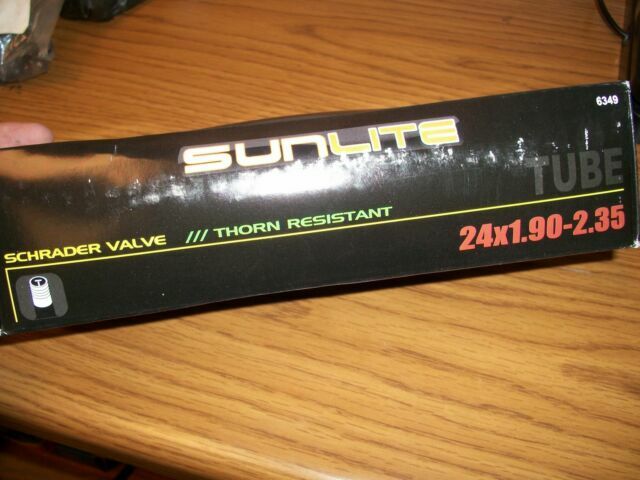 6349
SUNLITE
TUBE
SCHRADER VALVE /// THORN RESISTANT
24x1.90-2.35